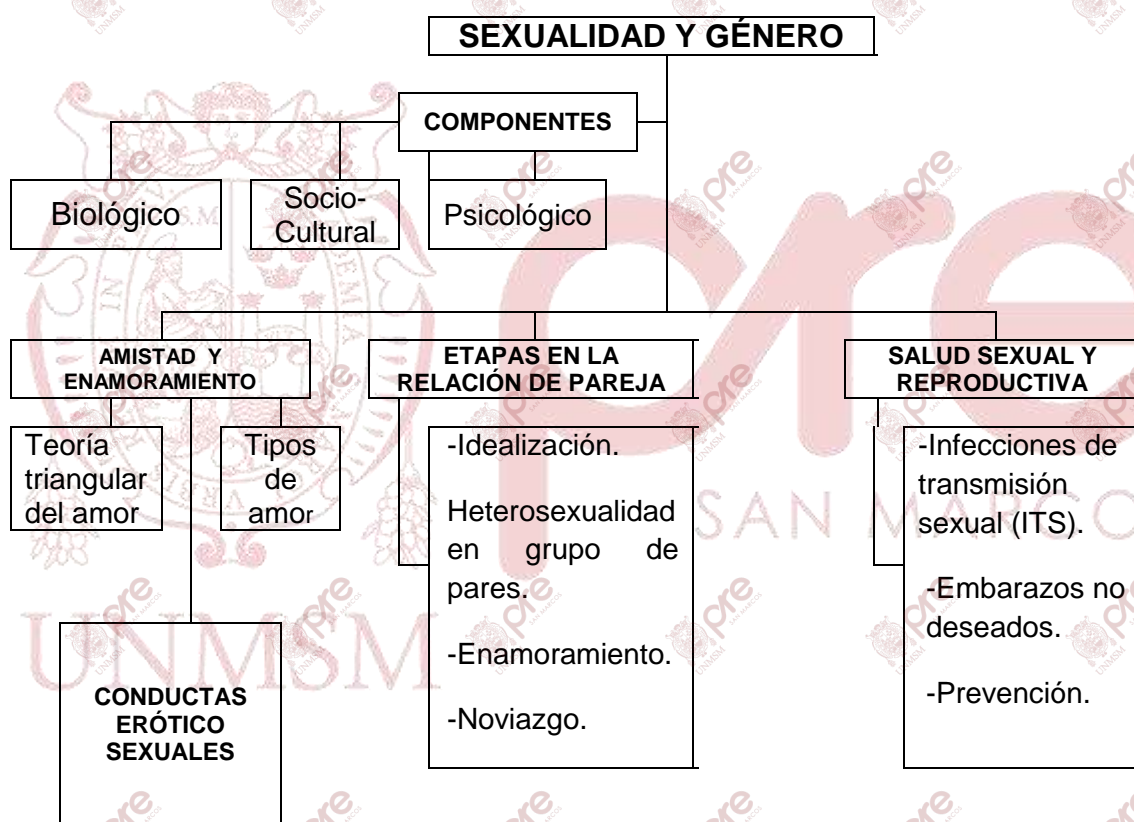 SEXUALIDAD Y GÉNERO
COMPONENTES
Biológico
Socio-
Cultural
Psicológico
AMISTAD Y
ENAMORAMIENTO
ETAPAS EN LA
RELACIÓN DE PAREJA
SALUD SEXUAL Y
REPRODUCTIVA
Teoría
triangular
del amor
Tipos
de
amor
-Idealización.
Heterosexualidad
en grupo de
pares.
-Enamoramiento.
-Noviazgo.
-Infecciones de
transmisión
sexual (ITS).
-Embarazos no
deseados.
-Prevención.
CONDUCTAS
ERÓTICO
SEXUALES
pre
SAN MARCO
UNMSM